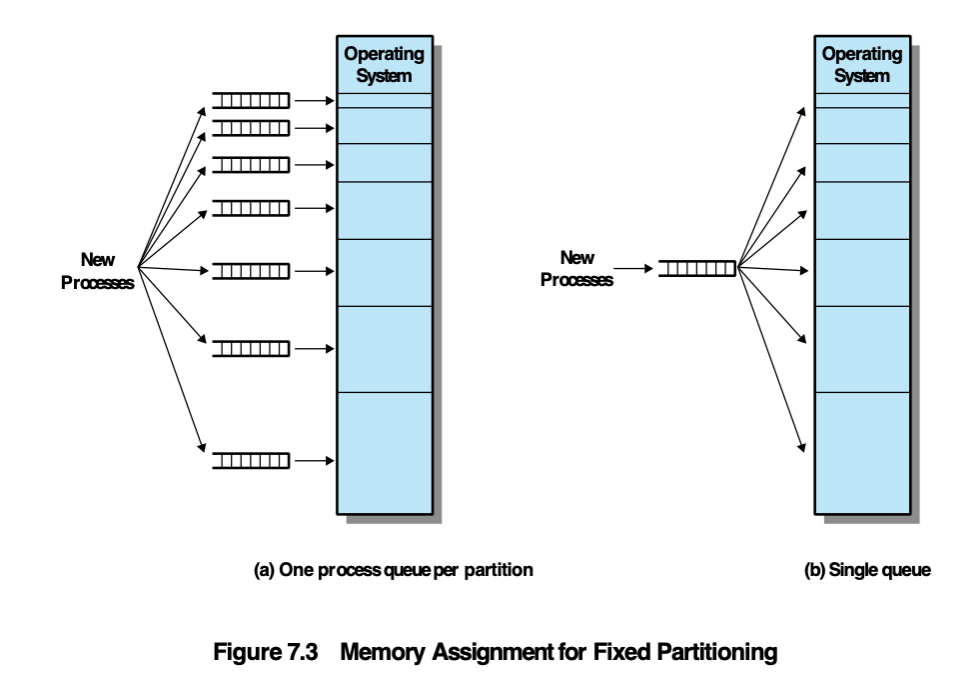 Operating
System
New
Processes
(a) One process queue per partition
Operating
System
New
Processes
(b) Single queue
Figure 7.3 Memory Assignment for Fixed Partitioning